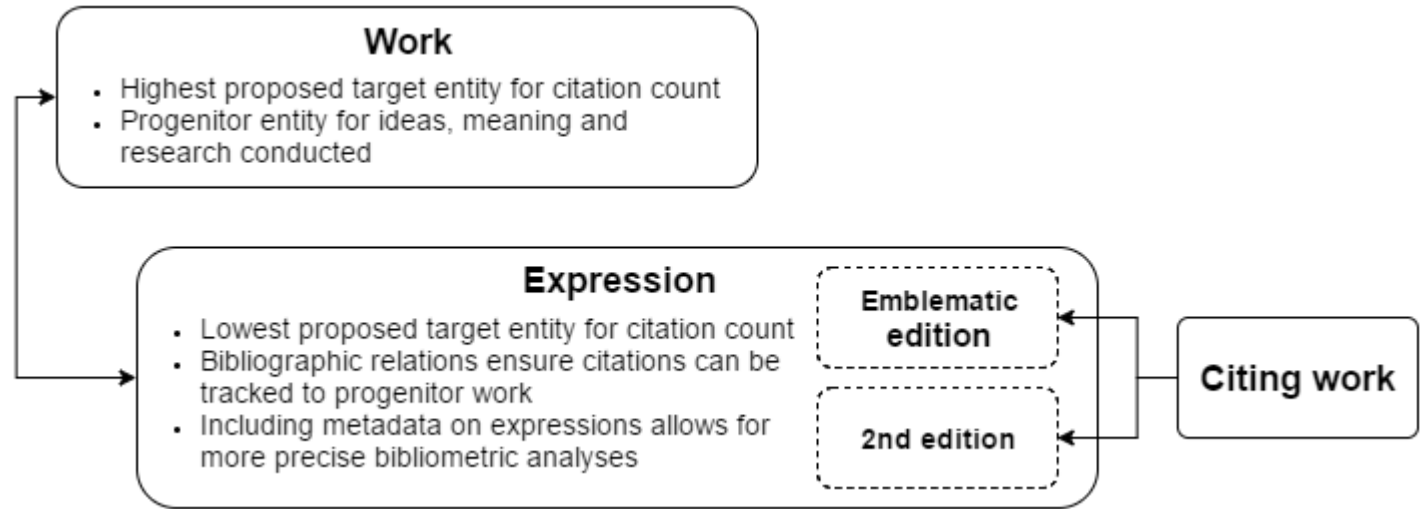 Work
• Highest proposed target entity for citation count
• Progenitor entity for ideas, meaning and
research conducted
Expression
• Lowest proposed target entity for citation count
• Bibliographic relations ensure citations can be
tracked to progenitor work
• Including metadata on expressions allows for
more precise bibliometric analyses
Emblematic
edition
2nd edition
Citing work